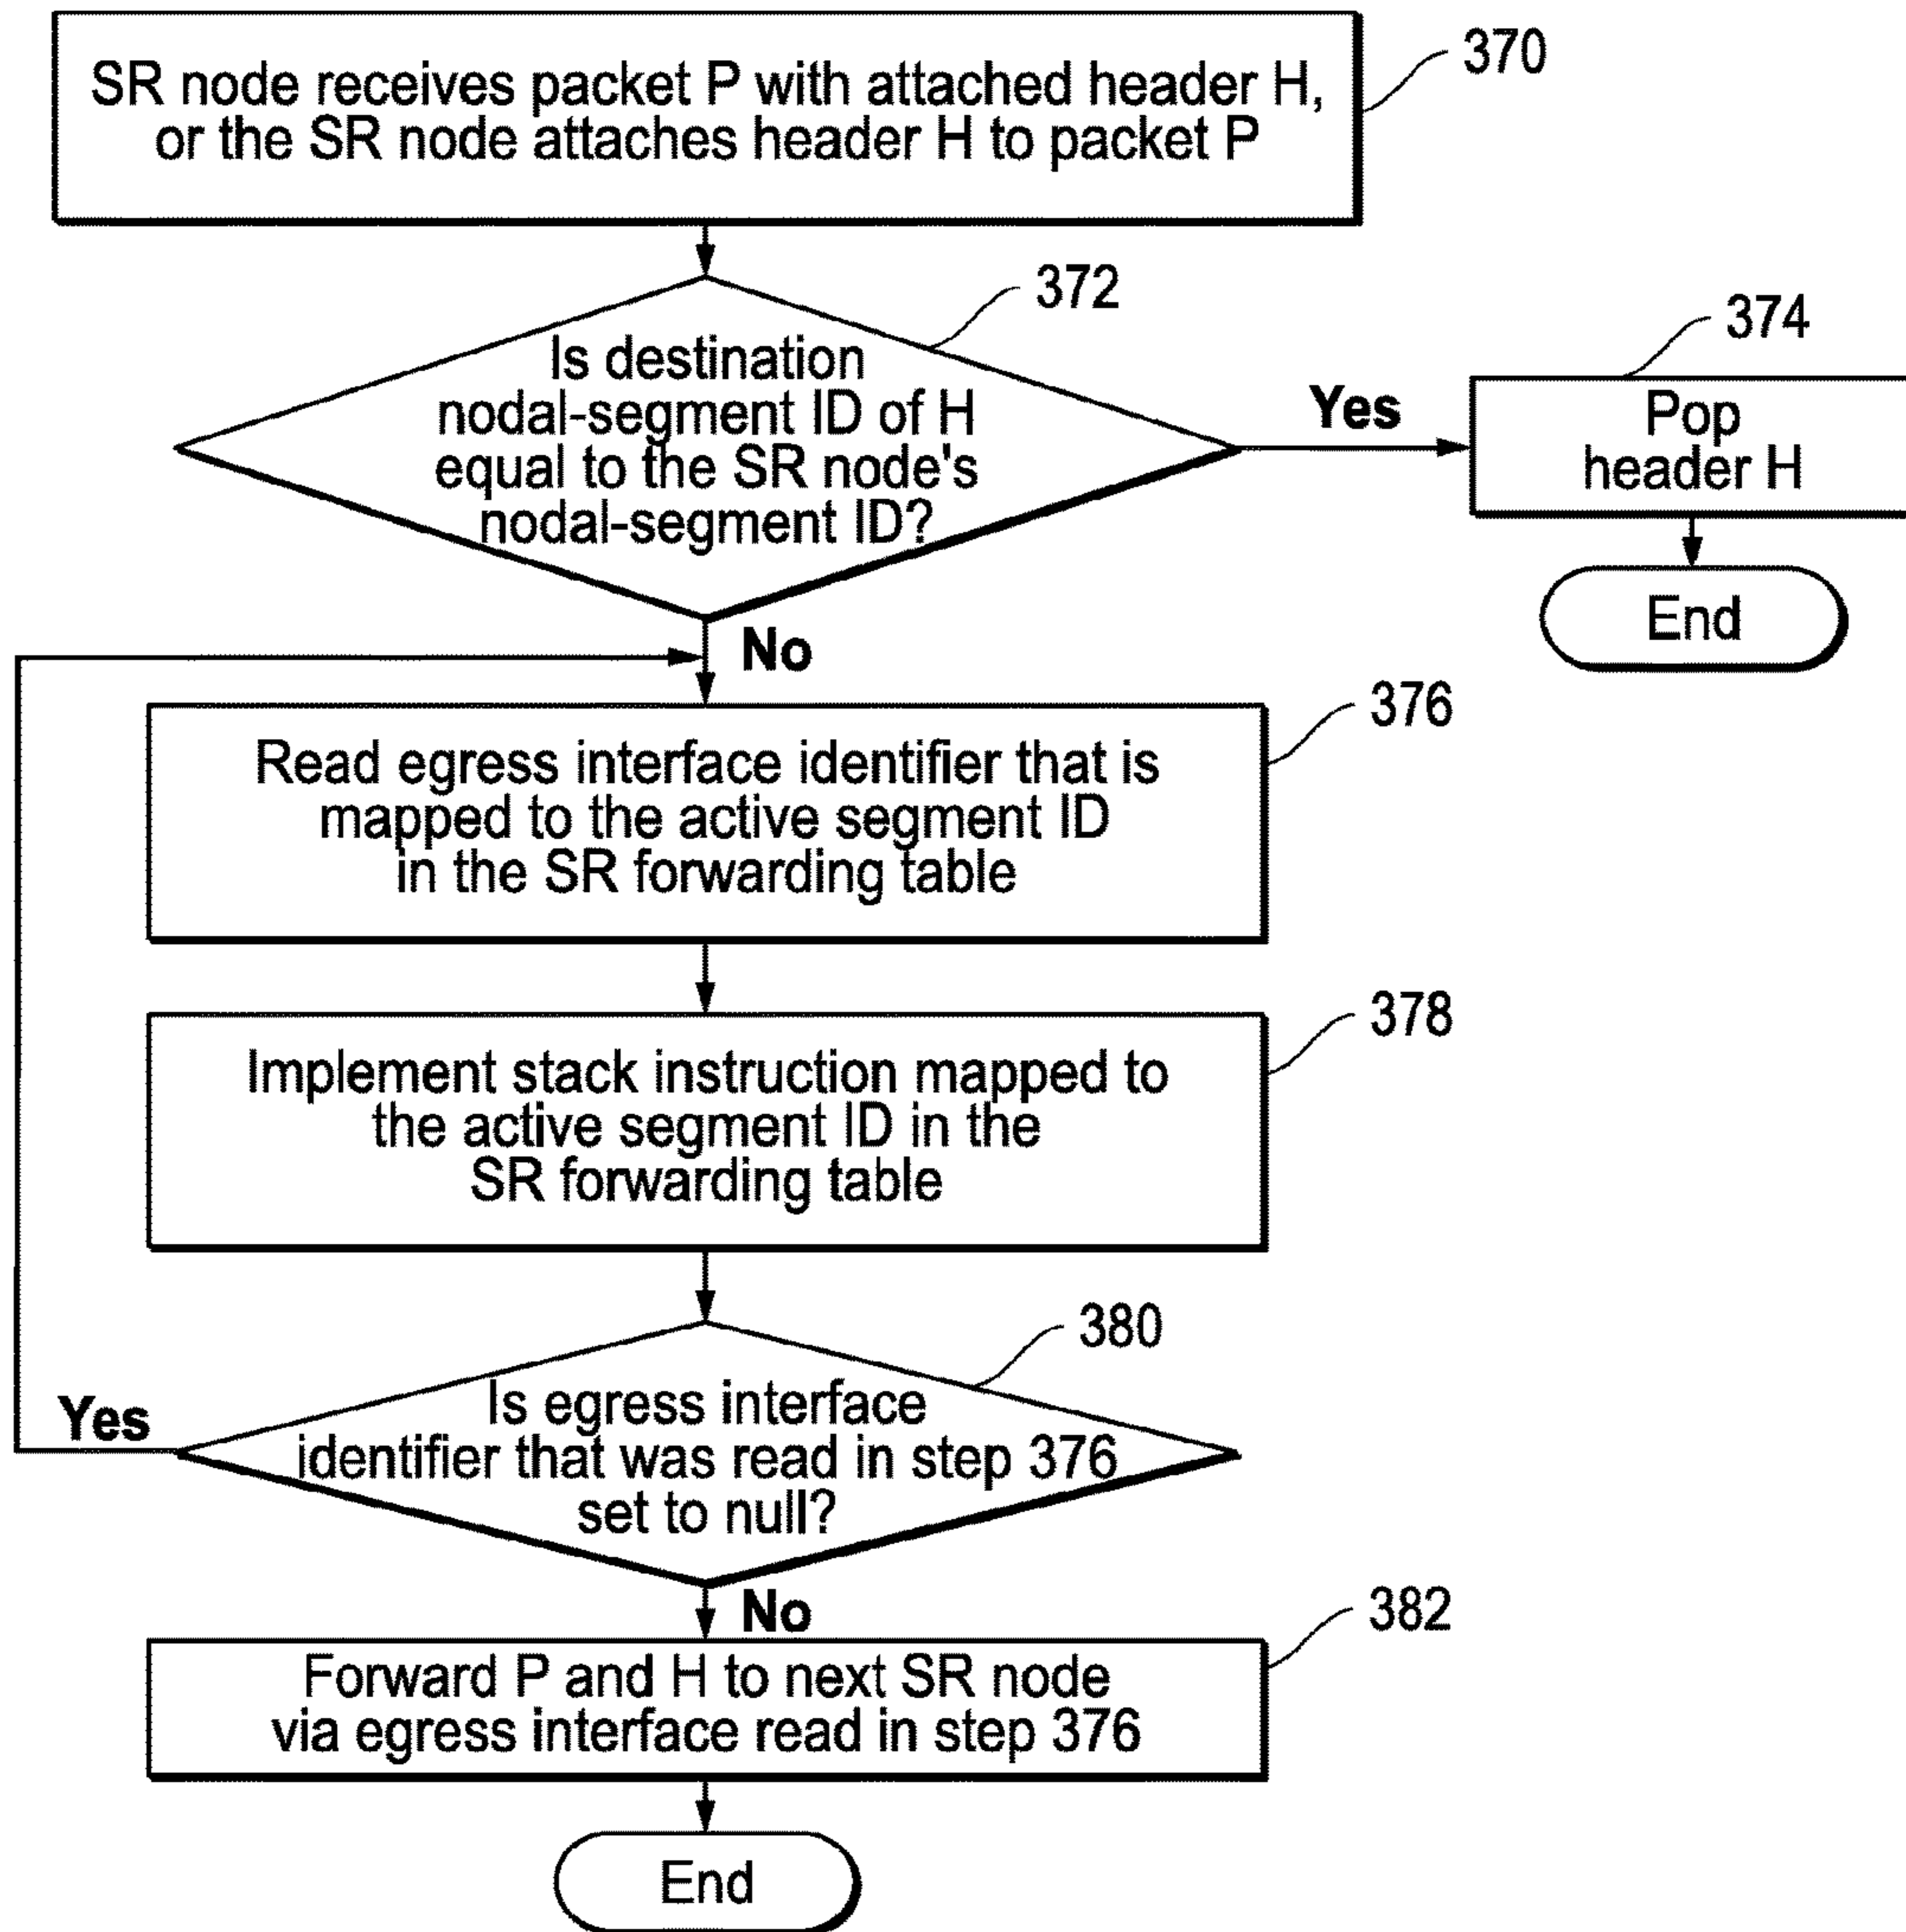 SR node receives packet P with attached header H,
or the SR node attaches header H to packet P
370
372
Is destination
nodal-segment ID of H
equal to the SR node's
nodal-segment ID?
Yes
374
Pop
header H
End
No
376
Read egress interface identifier that is
mapped to the active segment ID
in the SR forwarding table
378
Implement stack instruction mapped to
the active segment ID in the
SR forwarding table
380
Is egress interface
identifier that was read in step 376
set to null?
Yes
No
382
Forward P and H to next SR node
via egress interface read in step 376
End